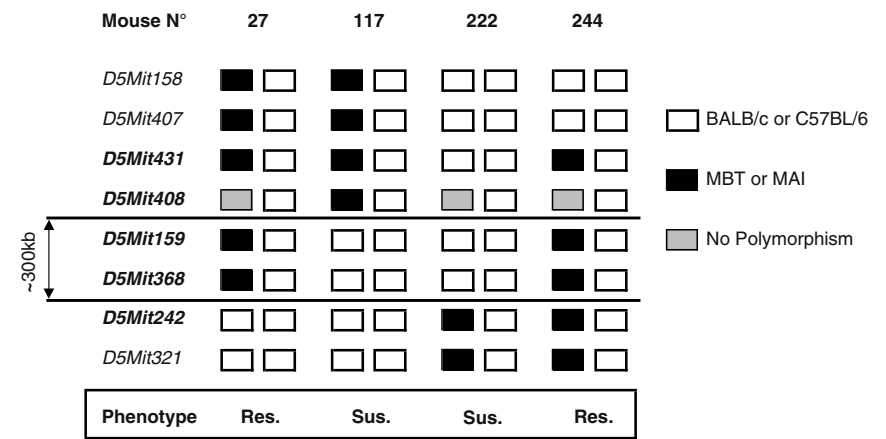 Mouse N° 27 117 222 244
D5Mit158
D5Mit407
BALB/c or C57BL/6
D5Mit431
MBT or MAI
D5Mit408
D5Mit159
No Polymorphism
~300kb
D5Mit368
D5Mit242
D5Mit321
Phenotype Res. Sus. Sus. Res.